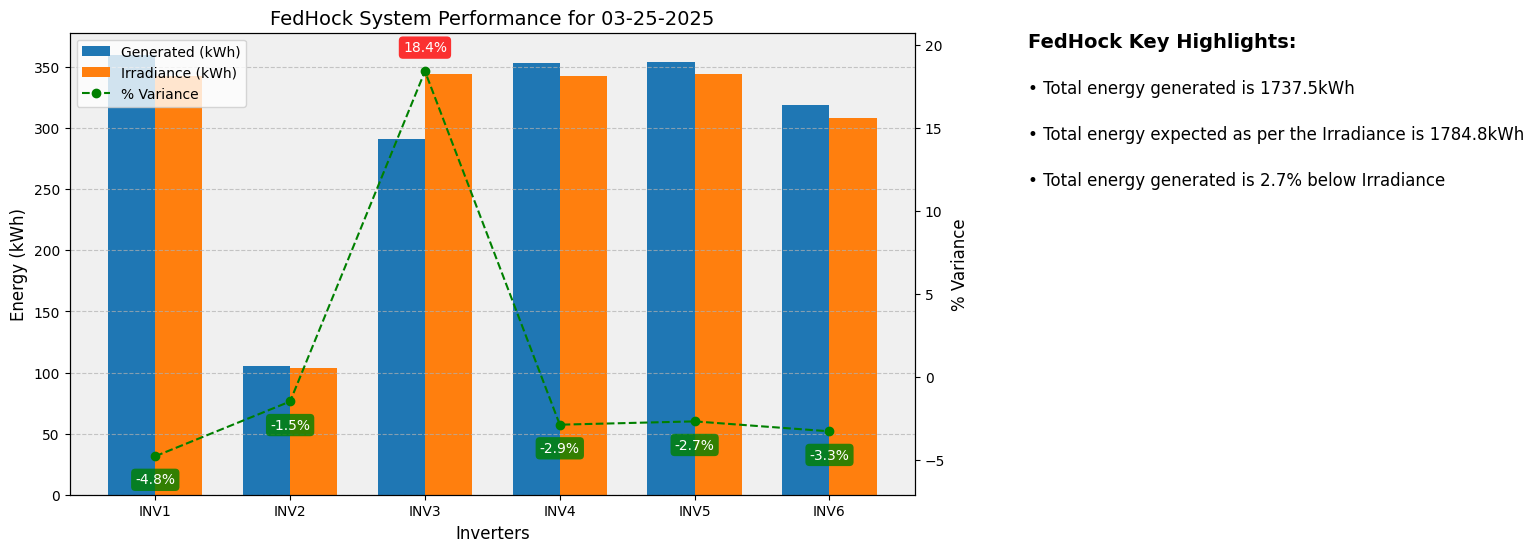 FedHock System Performance for 03-25-2025
Generated (kWh)
Irradiance (kWh)
% Variance
Energy (kWh)
350
300
250
200
150
100
50
0
18.4%
-4.8%
-1.5%
-2.9%
-2.7%
-3.3%
20
15
10
5
0
−5
% Variance
INV1
INV2
INV3
INV4
INV5
INV6
Inverters
FedHock Key Highlights:
• Total energy generated is 1737.5kWh
• Total energy expected as per the Irradiance is 1784.8kWh
• Total energy generated is 2.7% below Irradiance